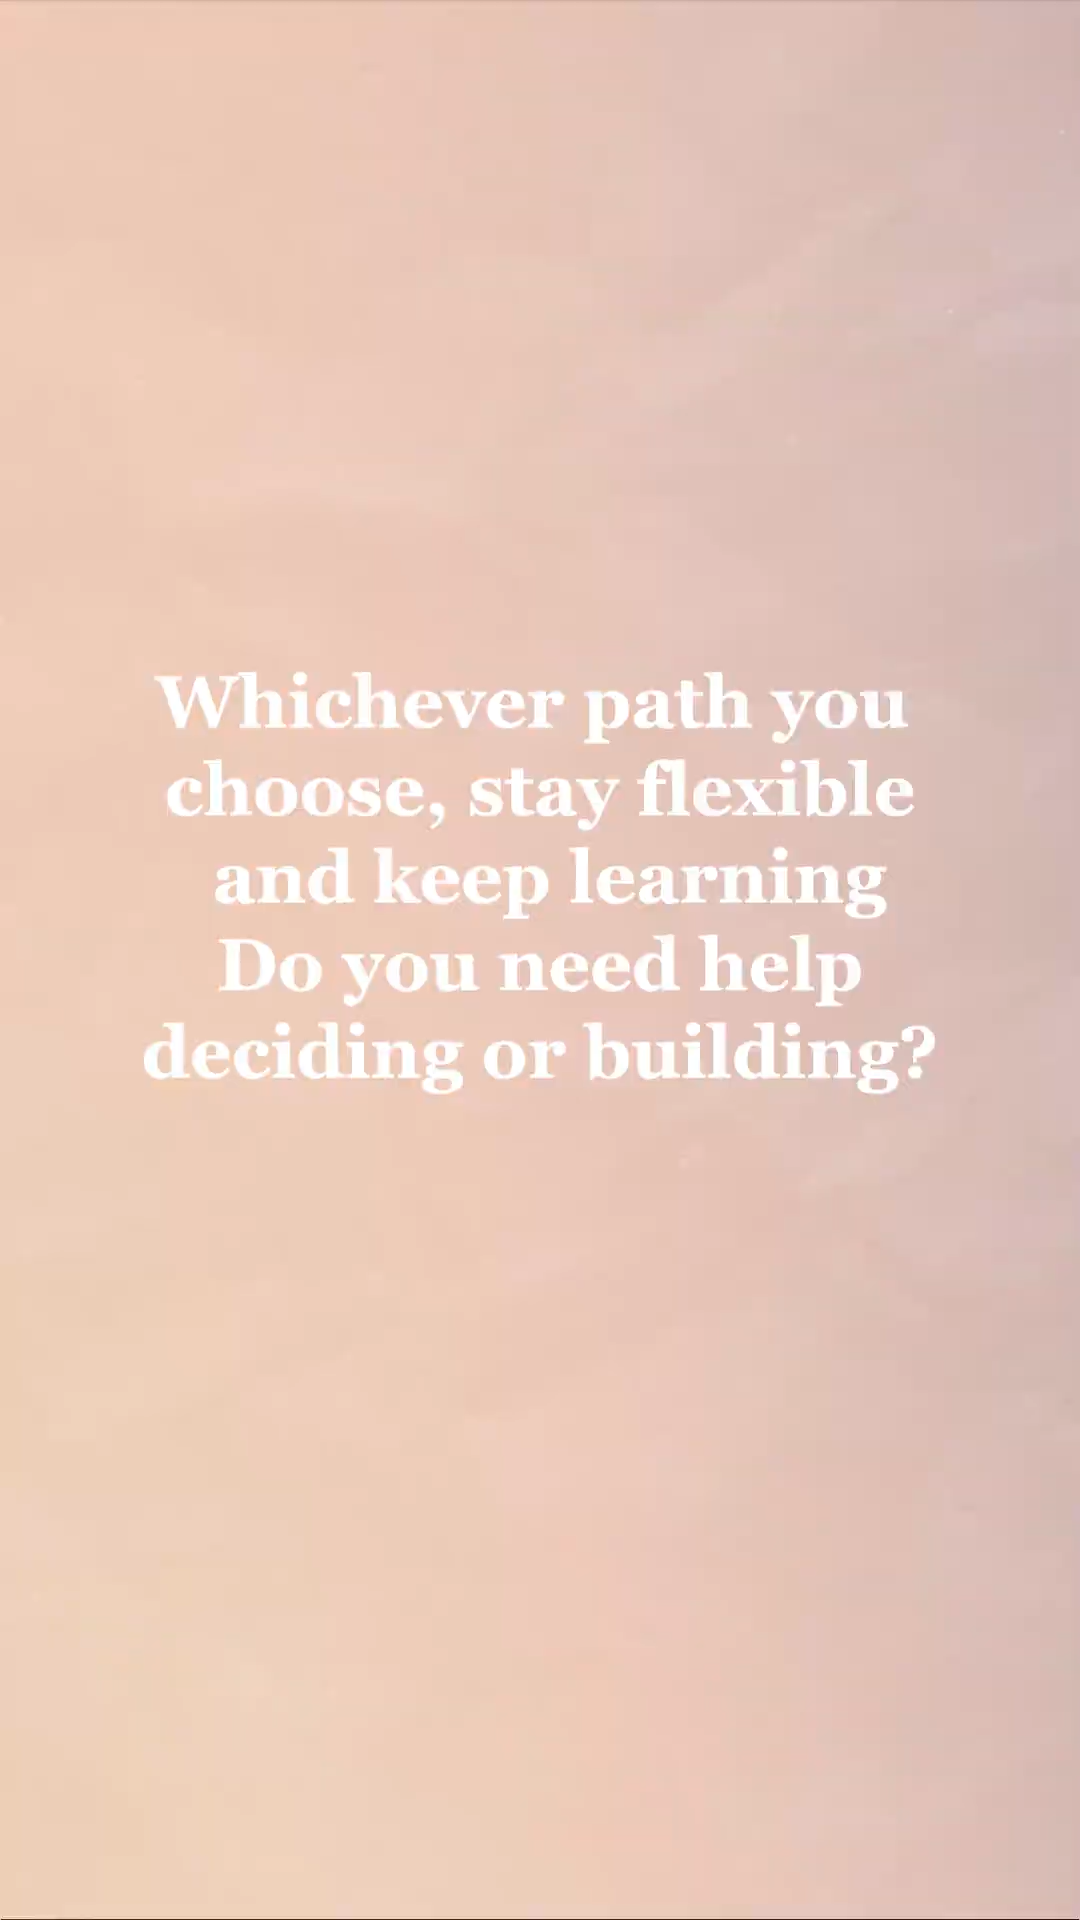 Whichever path you
choose, stay flexible
and keep learning
Do you need help
deciding or building?